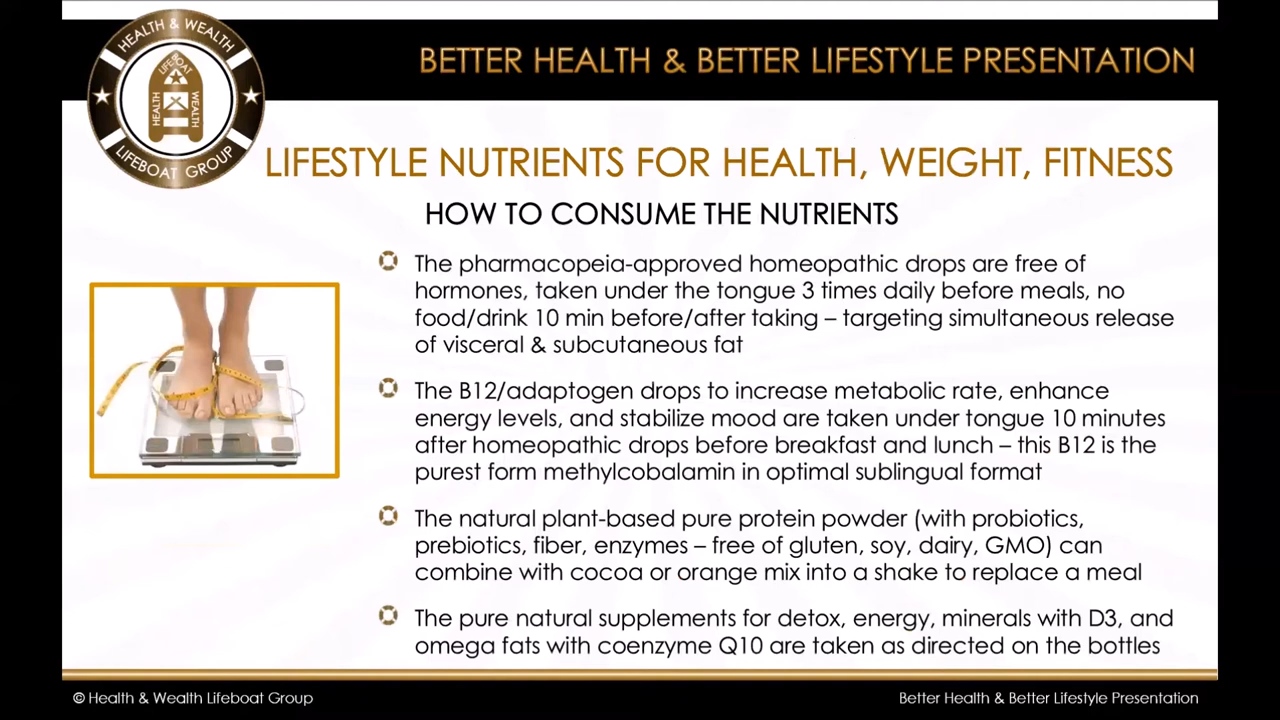 HEALTH & WEALTH
LIFEBOAT
HEALTH
WEALTH
LIFEBOAT GROUP
BETTER HEALTH & BETTER LIFESTYLE PRESENTATION
LIFESTYLE NUTRIENTS FOR HEALTH, WEIGHT, FITNESS
HOW TO CONSUME THE NUTRIENTS
The pharmacopeia-approved homeopathic drops are free of
hormones, taken under the tongue 3 times daily before meals, no
food/drink 10 min before/after taking – targeting simultaneous release
of visceral & subcutaneous fat
The B12/adaptogen drops to increase metabolic rate, enhance
energy levels, and stabilize mood are taken under tongue 10 minutes
after homeopathic drops before breakfast and lunch – this B12 is the
purest form methylcobalamin in optimal sublingual format
The natural plant-based pure protein powder (with probiotics,
prebiotics, fiber, enzymes – free of gluten, soy, dairy, GMO) can
combine with cocoa or orange mix into a shake to replace a meal
The pure natural supplements for detox, energy, minerals with D3, and
omega fats with coenzyme Q10 are taken as directed on the bottles
© Health & Wealth Lifeboat Group
Better Health & Better Lifestyle Presentation